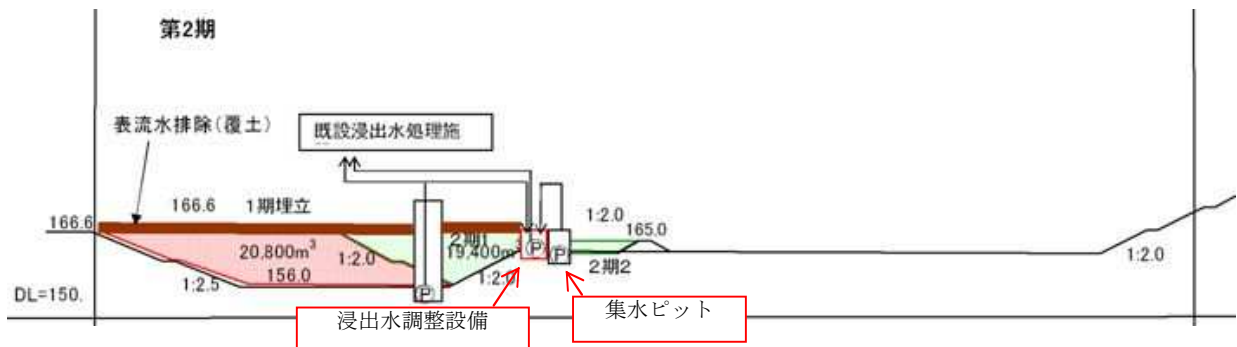 第2期
表流水排除(覆土)
既設浸出水処理施
166.6 1期埋立
166.6
1:2.0
165.0
2期1
20,800m³
19,400m³
1:2.0
1:2.0
2期2
156.0
1:2.5
1:2.0
DL=150.
浸出水調整設備
集水ピット
P
P
P